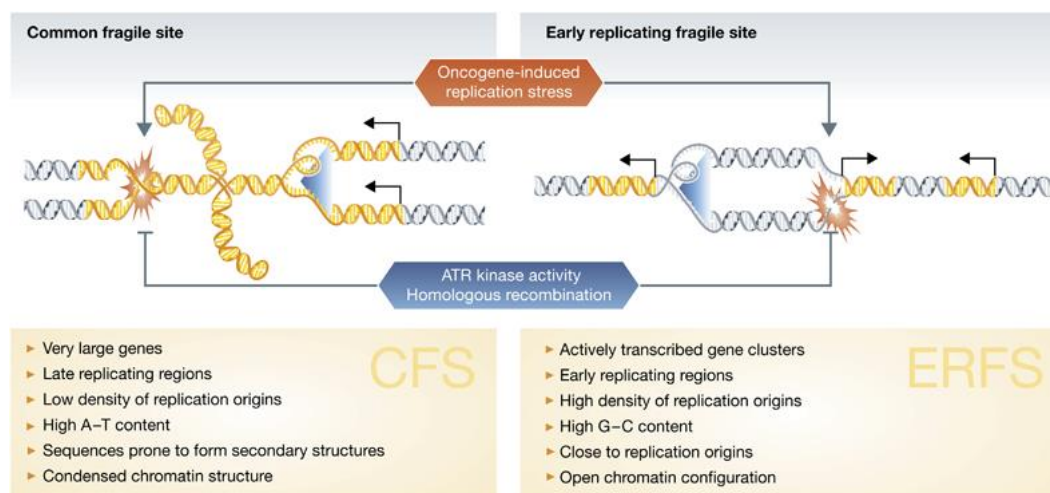 Common fragile site
Early replicating fragile site
Oncogene-induced
replication stress
ATR kinase activity
Homologous recombination
CFS
▸ Very large genes
▸ Late replicating regions
▸ Low density of replication origins
▸ High A–T content
▸ Sequences prone to form secondary structures
▸ Condensed chromatin structure
ERFS
▸ Actively transcribed gene clusters
▸ Early replicating regions
▸ High density of replication origins
▸ High G–C content
▸ Close to replication origins
▸ Open chromatin configuration